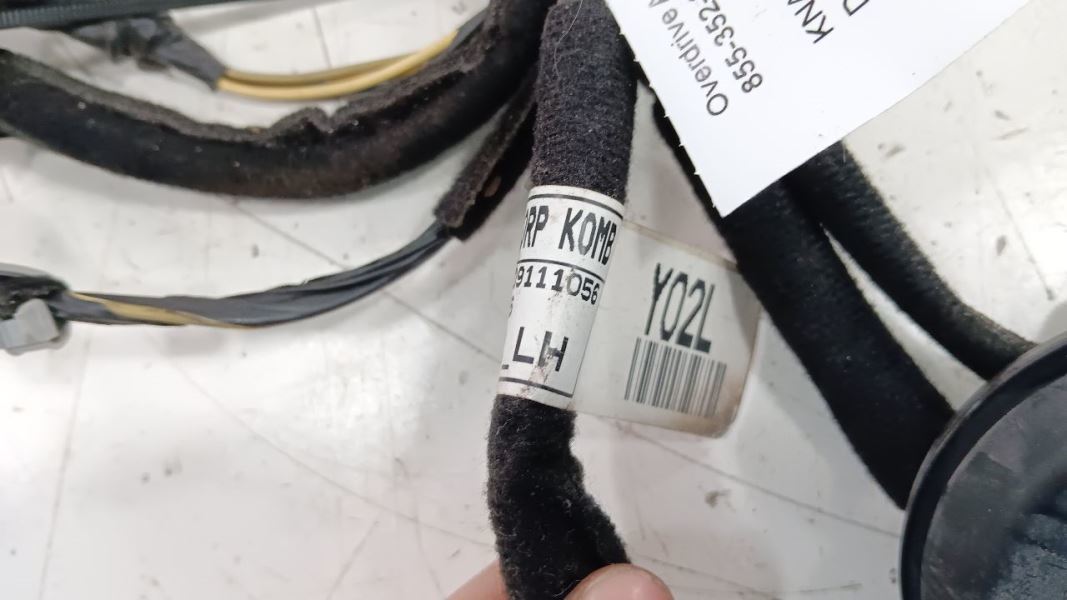 Overdrive
855-352-
KNA
D
RP KOMB
9111056
LH
Y02L